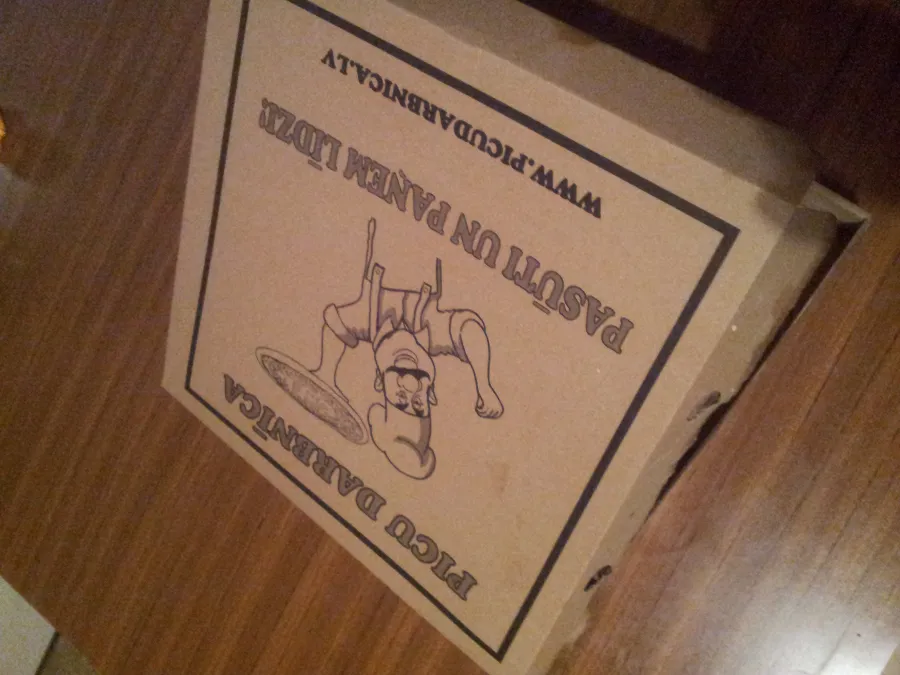 PICU DARBNĪCA
PASŪTI UN PAŅEM LĪDZI!
WWW.PICUDARBNICA.LV